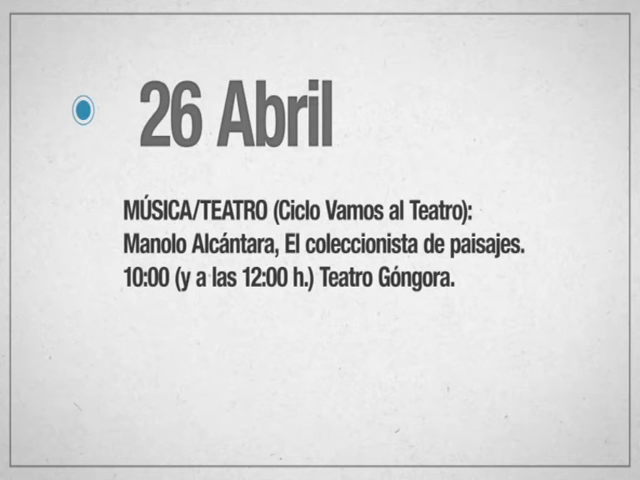 26 Abril
MÚSICA/TEATRO (Ciclo Vamos al Teatro):
Manolo Alcántara, El coleccionista de paisajes.
10:00 (y a las 12:00 h.) Teatro Góngora.